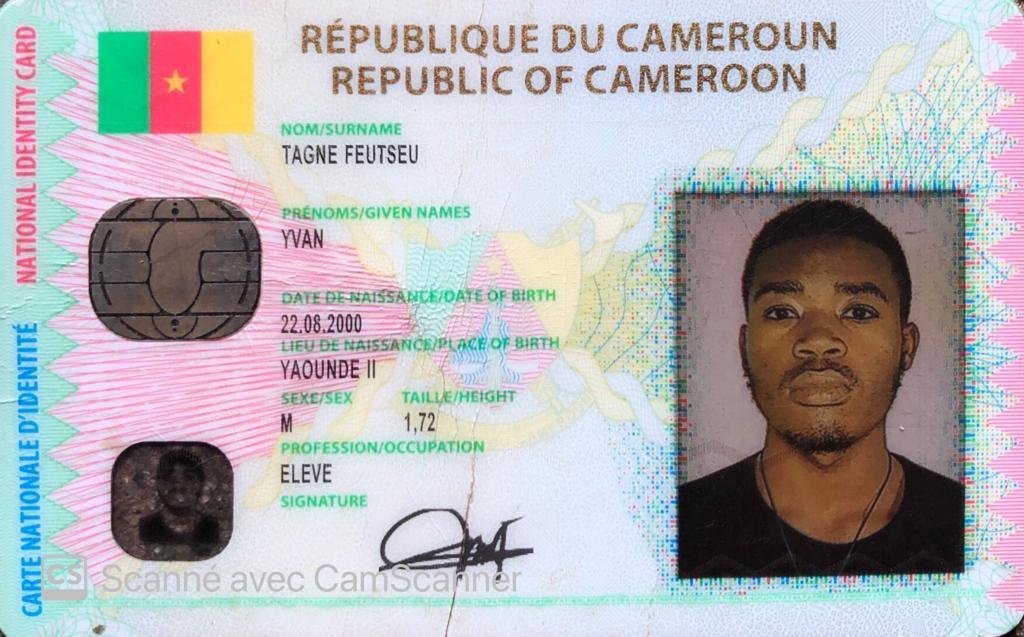 RÉPUBLIQUE DU CAMEROUN
REPUBLIC OF CAMEROON
NATIONAL IDENTITY CARD
CARTE NATIONALE D'IDENTITÉ
NOM/SURNAME
TAGNE FEUTSEU
PRÉNOMS/GIVEN NAMES
YVAN
DATE DE NAISSANCE/DATE OF BIRTH
22.08.2000
LIEU DE NAISSANCE/PLACE OF BIRTH
YAOUNDE II
SEXE/SEX TAILLE/HEIGHT
M 1,72
PROFESSION/OCCUPATION
ELEVE
SIGNATURE
CS Scanné avec CamScanner